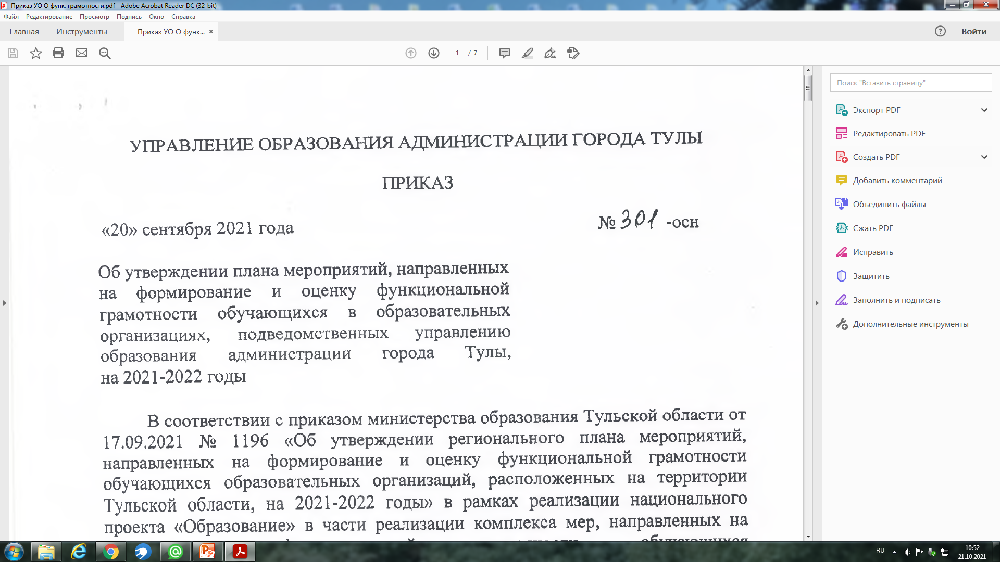 Приказ УО О функ. грамотности.pdf - Adobe Acrobat Reader DC (32-bit)
Файл Редактирование Просмотр Подпись Окно Справка
Главная Инструменты Приказ УО О функ... × Войти
1 / 7
Поиск "Вставить страницу"
Экспорт PDF
Редактировать PDF
Создать PDF
Добавить комментарий
Объединить файлы
Сжать PDF
Исправить
Защитить
Заполнить и подписать
Дополнительные инструменты
УПРАВЛЕНИЕ ОБРАЗОВАНИЯ АДМИНИСТРАЦИИ ГОРОДА ТУЛЫ
ПРИКАЗ
«20» сентября 2021 года № 301 -осн
Об утверждении плана мероприятий, направленных
на формирование и оценку функциональной
грамотности обучающихся в образовательных
организациях, подведомственных управлению
образования администрации города Тулы,
на 2021-2022 годы
В соответствии с приказом министерства образования Тульской области от
17.09.2021 № 1196 «Об утверждении регионального плана мероприятий,
направленных на формирование и оценку функциональной грамотности
обучающихся образовательных организаций, расположенных на территории
Тульской области, на 2021-2022 годы» в рамках реализации национального
проекта «Образование» в части реализации комплекса мер, направленных на
обучающихся
RU 10:52
21.10.2021